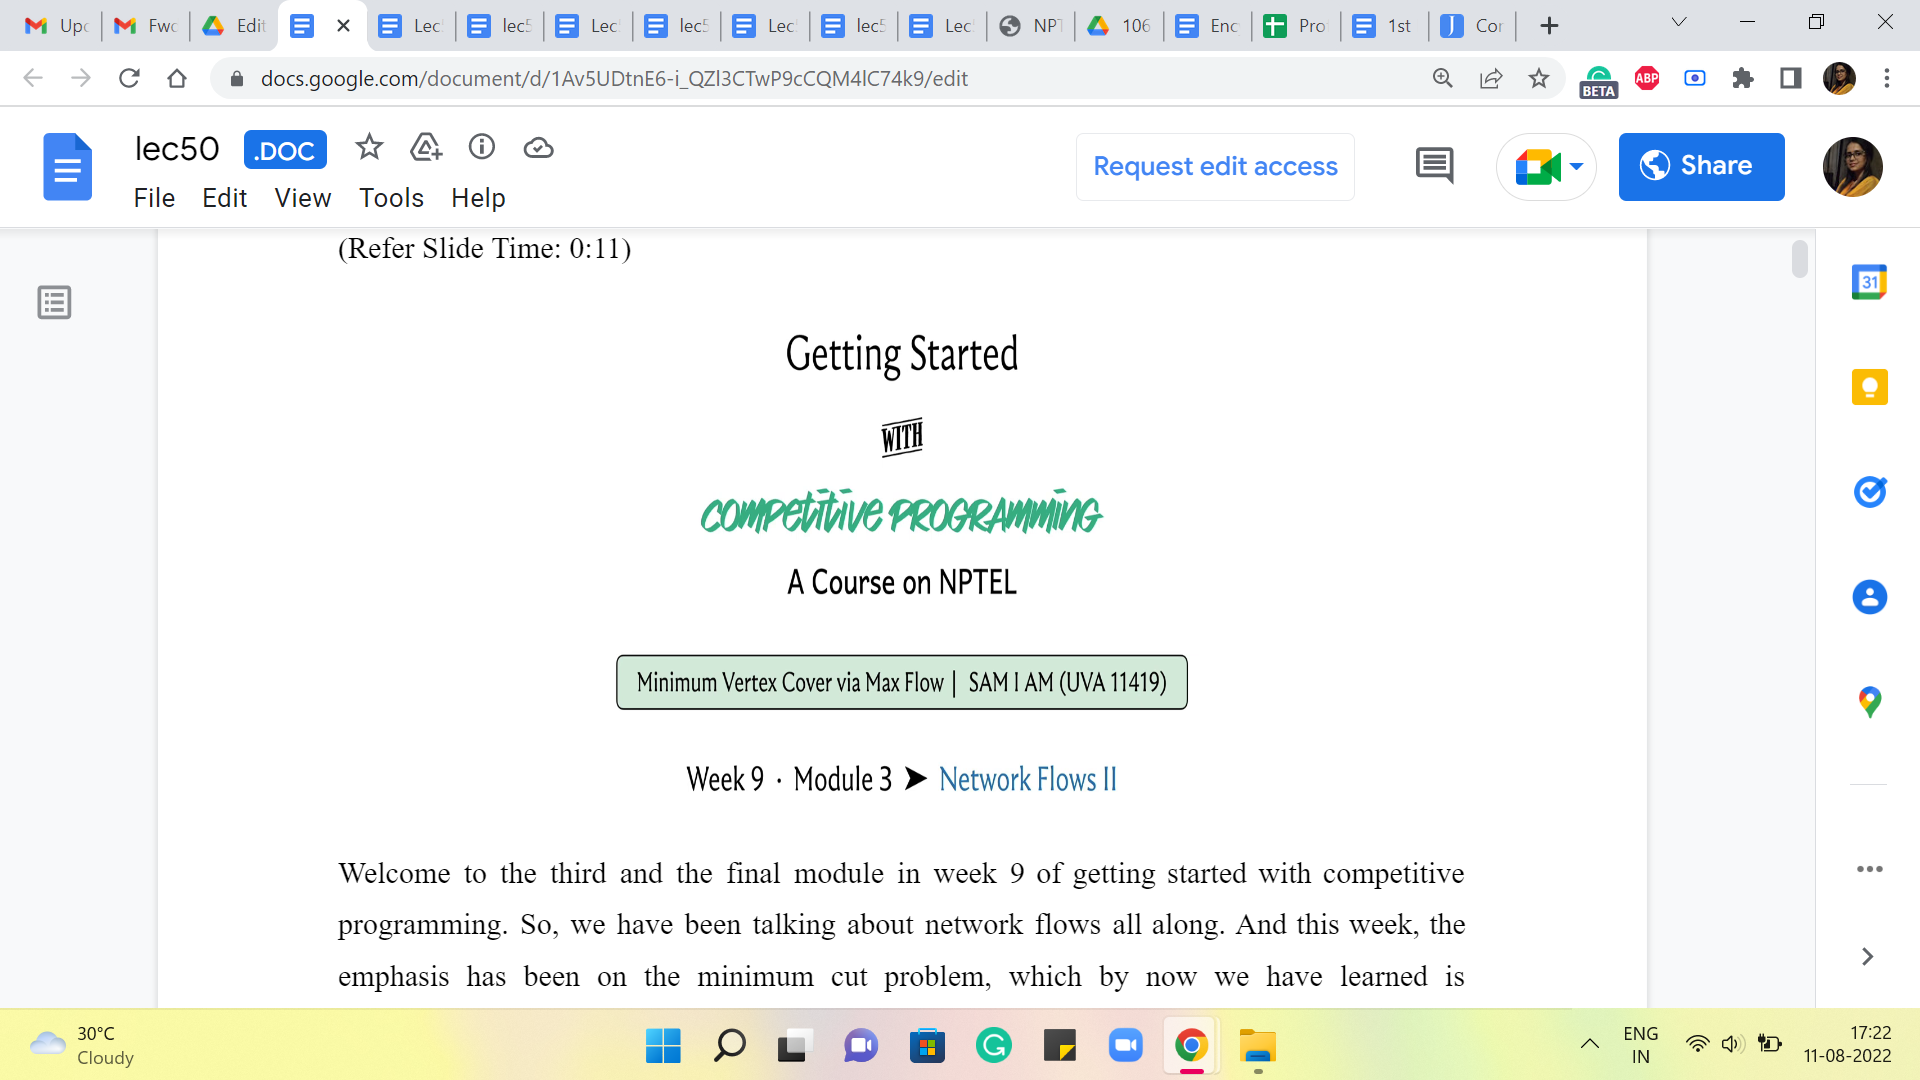 Upd
Fwd
Edit
Lec
lec5
Lec
lec5
Lec
lec5
Lec
NPT
106
Enc
Pro
1st
Cor
docs.google.com/document/d/1Av5UDtnE6-i_QZl3CTwP9cCQM4lC74k9/edit
BETA
ABP
lec50 .DOC
File Edit View Tools Help
Request edit access
Share
31
(Refer Slide Time: 0:11)
Getting Started
WITH
COMPETITIVE PROGRAMMING
A Course on NPTEL
Minimum Vertex Cover via Max Flow | SAM I AM (UVA 11419)
Week 9 · Module 3 ➤ Network Flows II
Welcome to the third and the final module in week 9 of getting started with competitive
programming. So, we have been talking about network flows all along. And this week, the
emphasis has been on the minimum cut problem, which by now we have learned is
30°C
Cloudy
ENG
IN
17:22
11-08-2022